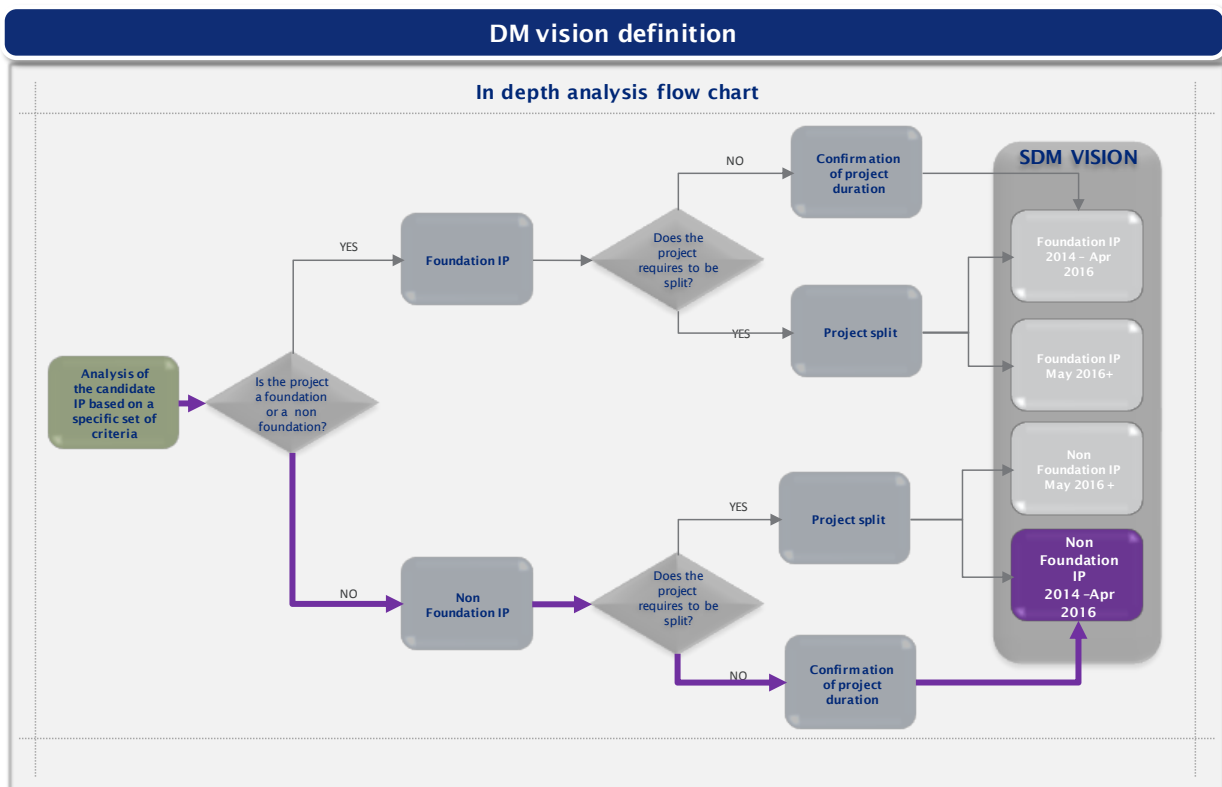 DM vision definition
In depth analysis flow chart
Confirmation
of project
duration
SDM VISION
NO
Does the
project
requires to be
split?
YES
Foundation IP
Foundation IP
2014 – Apr
2016
YES
Project split
Foundation IP
May 2016+
Analysis of
the candidate
IP based on a
specific set of
criteria
Is the project
a foundation
or a non
foundation?
Non
Foundation IP
May 2016 +
YES
Project split
Non
Foundation
IP
2014 –Apr
2016
NO
Non
Foundation IP
Does the
project
requires to be
split?
NO
Confirmation
of project
duration